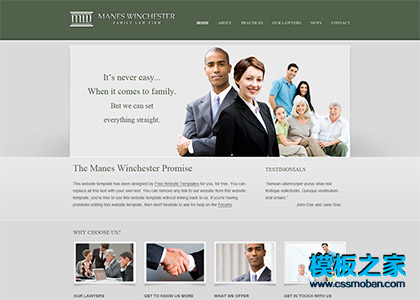 MANES WINCHESTER
FAMILY LAW FIRM
HOME ABOUT PRACTICES OUR LAWYERS NEWS CONTACT
It's never easy...
When it comes to family.
But we can set
everything straight.
The Manes Winchester Promise
This website template has been designed by Free Website Templates for you, for free. You can
replace all this text with your own text. You can remove any link to our website from this website
template, you're free to use this website template without linking back to us. If you're having
problems editing this website template, then don't hesitate to ask for help on the Forums.
TESTIMONIALS
"Aenean ullamcorper purus vitae nisl
tristique sollicitudin. Quisque vestibulum,
erat ornare."
- John Doe and Jane Doe
WHY CHOOSE US?
OUR LAWYERS
GET TO KNOW US MORE
WHAT WE OFFER
GET IN TOUCH WITH US
模板之家
www.cssmoban.com